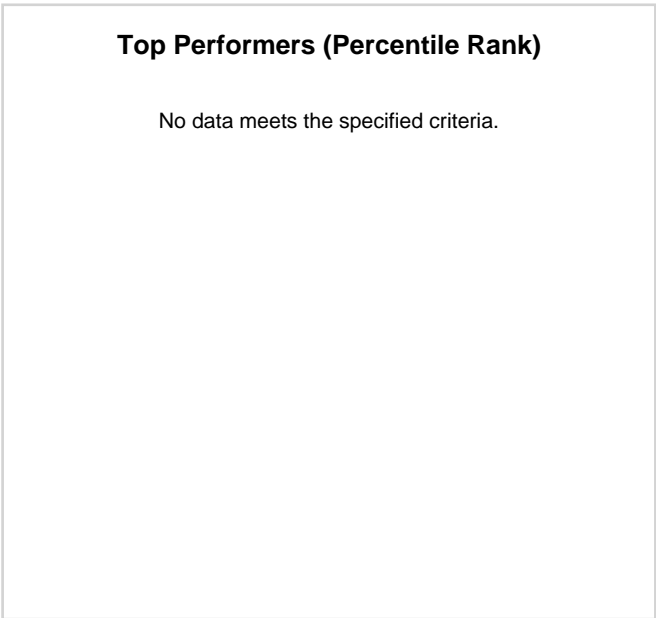 Top Performers (Percentile Rank)
No data meets the specified criteria.